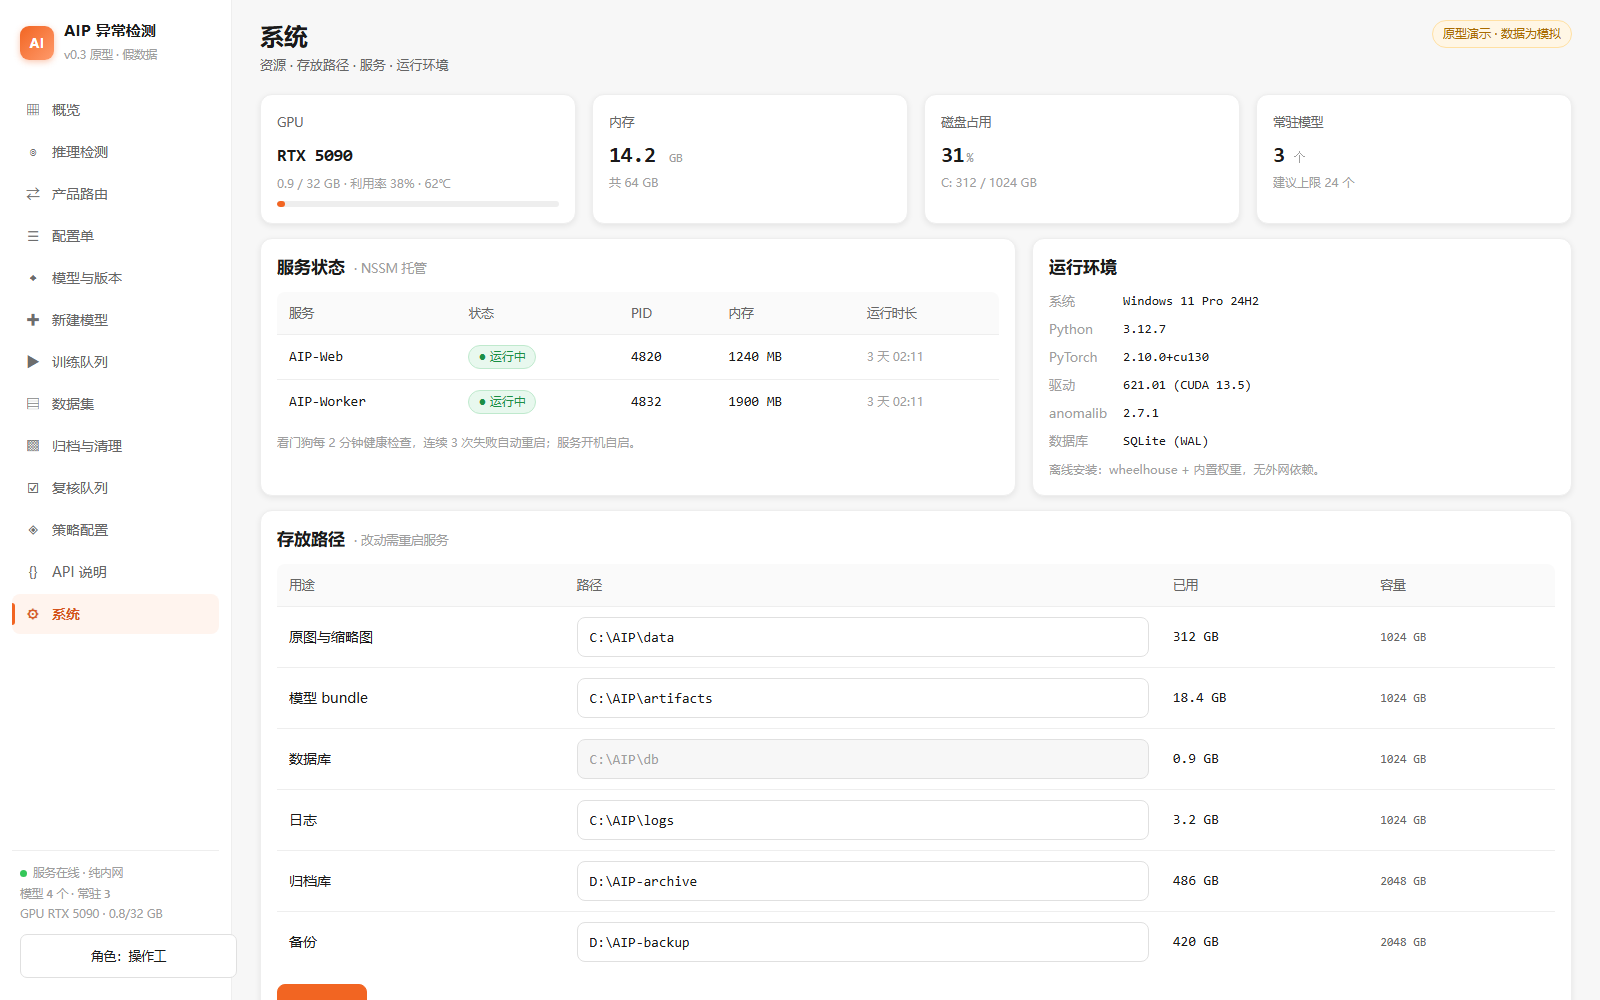 AI
AIP 异常检测
v0.3 原型 · 假数据
概览
推理检测
产品路由
配置单
模型与版本
新建模型
训练队列
数据集
归档与清理
复核队列
策略配置
{} API 说明
系统
服务在线 · 纯内网
模型 4 个 · 常驻 3
GPU RTX 5090 · 0.8/32 GB
角色：操作工
系统
资源 · 存放路径 · 服务 · 运行环境
原型演示 · 数据为模拟
GPU
RTX 5090
0.9 / 32 GB · 利用率 38% · 62℃
内存
14.2 GB
共 64 GB
磁盘占用
31%
C: 312 / 1024 GB
常驻模型
3 个
建议上限 24 个
服务状态 · NSSM 托管
服务 状态 PID 内存 运行时长
AIP-Web 运行中 4820 1240 MB 3 天 02:11
AIP-Worker 运行中 4832 1900 MB 3 天 02:11
看门狗每 2 分钟健康检查，连续 3 次失败自动重启；服务开机自启。
运行环境
系统 Windows 11 Pro 24H2
Python 3.12.7
PyTorch 2.10.0+cu130
驱动 621.01 (CUDA 13.5)
anomalib 2.7.1
数据库 SQLite (WAL)
离线安装：wheelhouse + 内置权重，无外网依赖。
存放路径 · 改动需重启服务
用途 路径 已用 容量
原图与缩略图 C:\AIP\data 312 GB 1024 GB
模型 bundle C:\AIP\artifacts 18.4 GB 1024 GB
数据库 C:\AIP\db 0.9 GB 1024 GB
日志 C:\AIP\logs 3.2 GB 1024 GB
归档库 D:\AIP-archive 486 GB 2048 GB
备份 D:\AIP-backup 420 GB 2048 GB